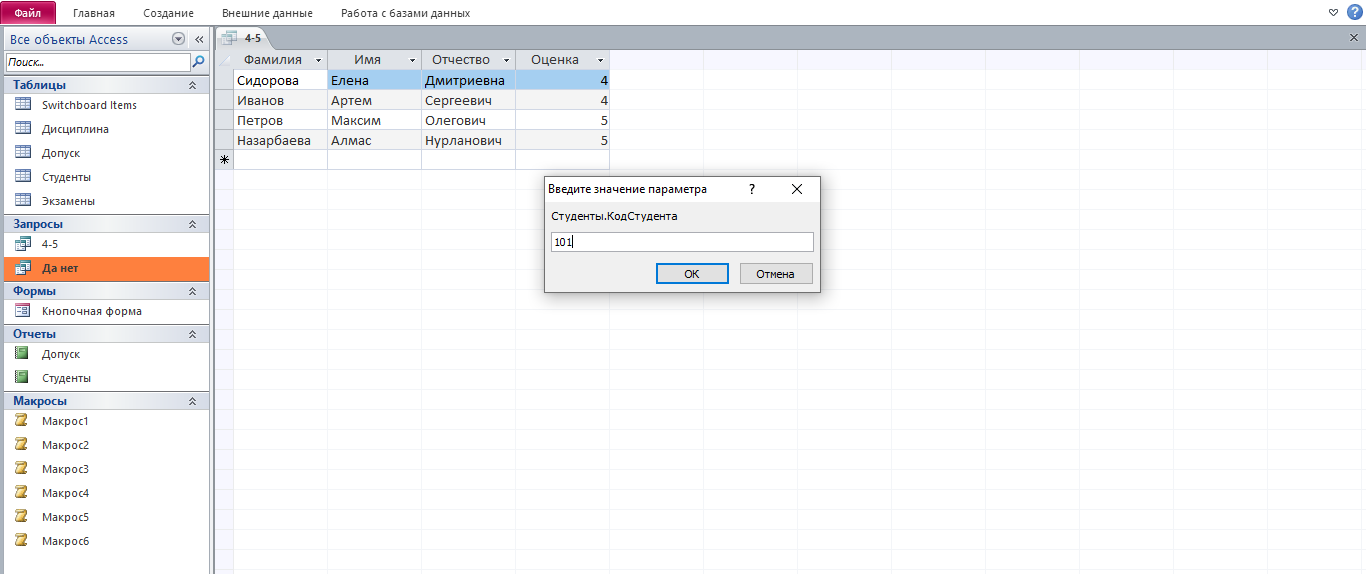 Файл Главная Создание Внешние данные Работа с базами данных
Все объекты Access
Поиск...
Таблицы
Switchboard Items
Дисциплина
Допуск
Студенты
Экзамены
Запросы
4-5
Да нет
Формы
Кнопочная форма
Отчеты
Допуск
Студенты
Макросы
Макрос1
Макрос2
Макрос3
Макрос4
Макрос5
Макрос6
4-5
Фамилия Имя Отчество Оценка
Сидорова Елена Дмитриевна 4
Иванов Артем Сергеевич 4
Петров Максим Олегович 5
Назарбаева Алмас Нурланович 5
Введите значение параметра
Студенты.КодСтудента
101
ОК Отмена